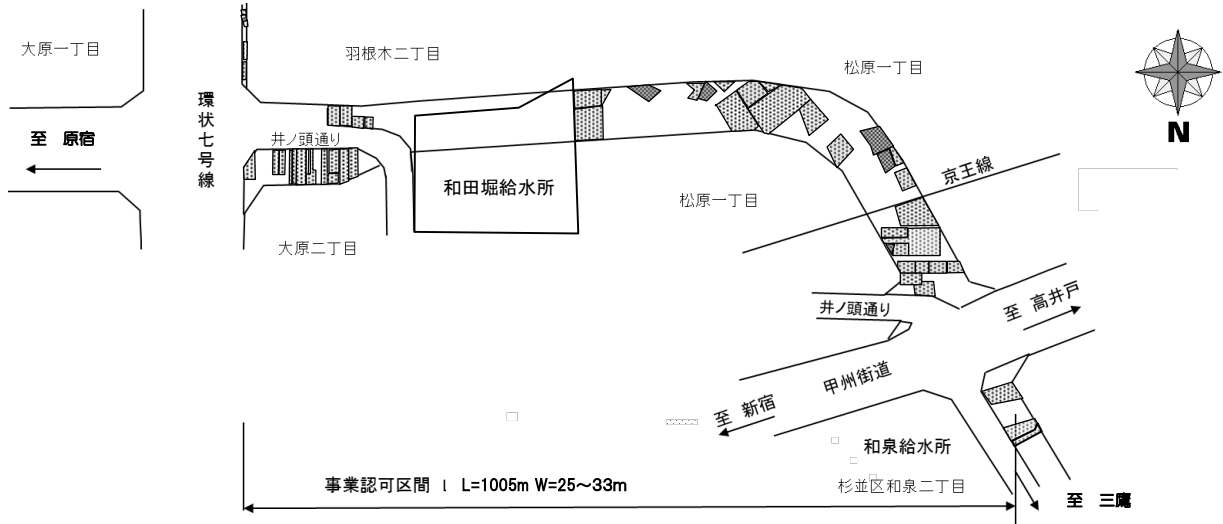 大原一丁目
羽根木二丁目
松原一丁目
環状七号線
至 原宿
井ノ頭通り
N
和田堀給水所
松原一丁目
京王線
大原二丁目
井ノ頭通り
至 高井戸
甲州街道
至 新宿
和泉給水所
事業認可区間 l L=1005m W=25～33m
杉並区和泉二丁目
至 三鷹